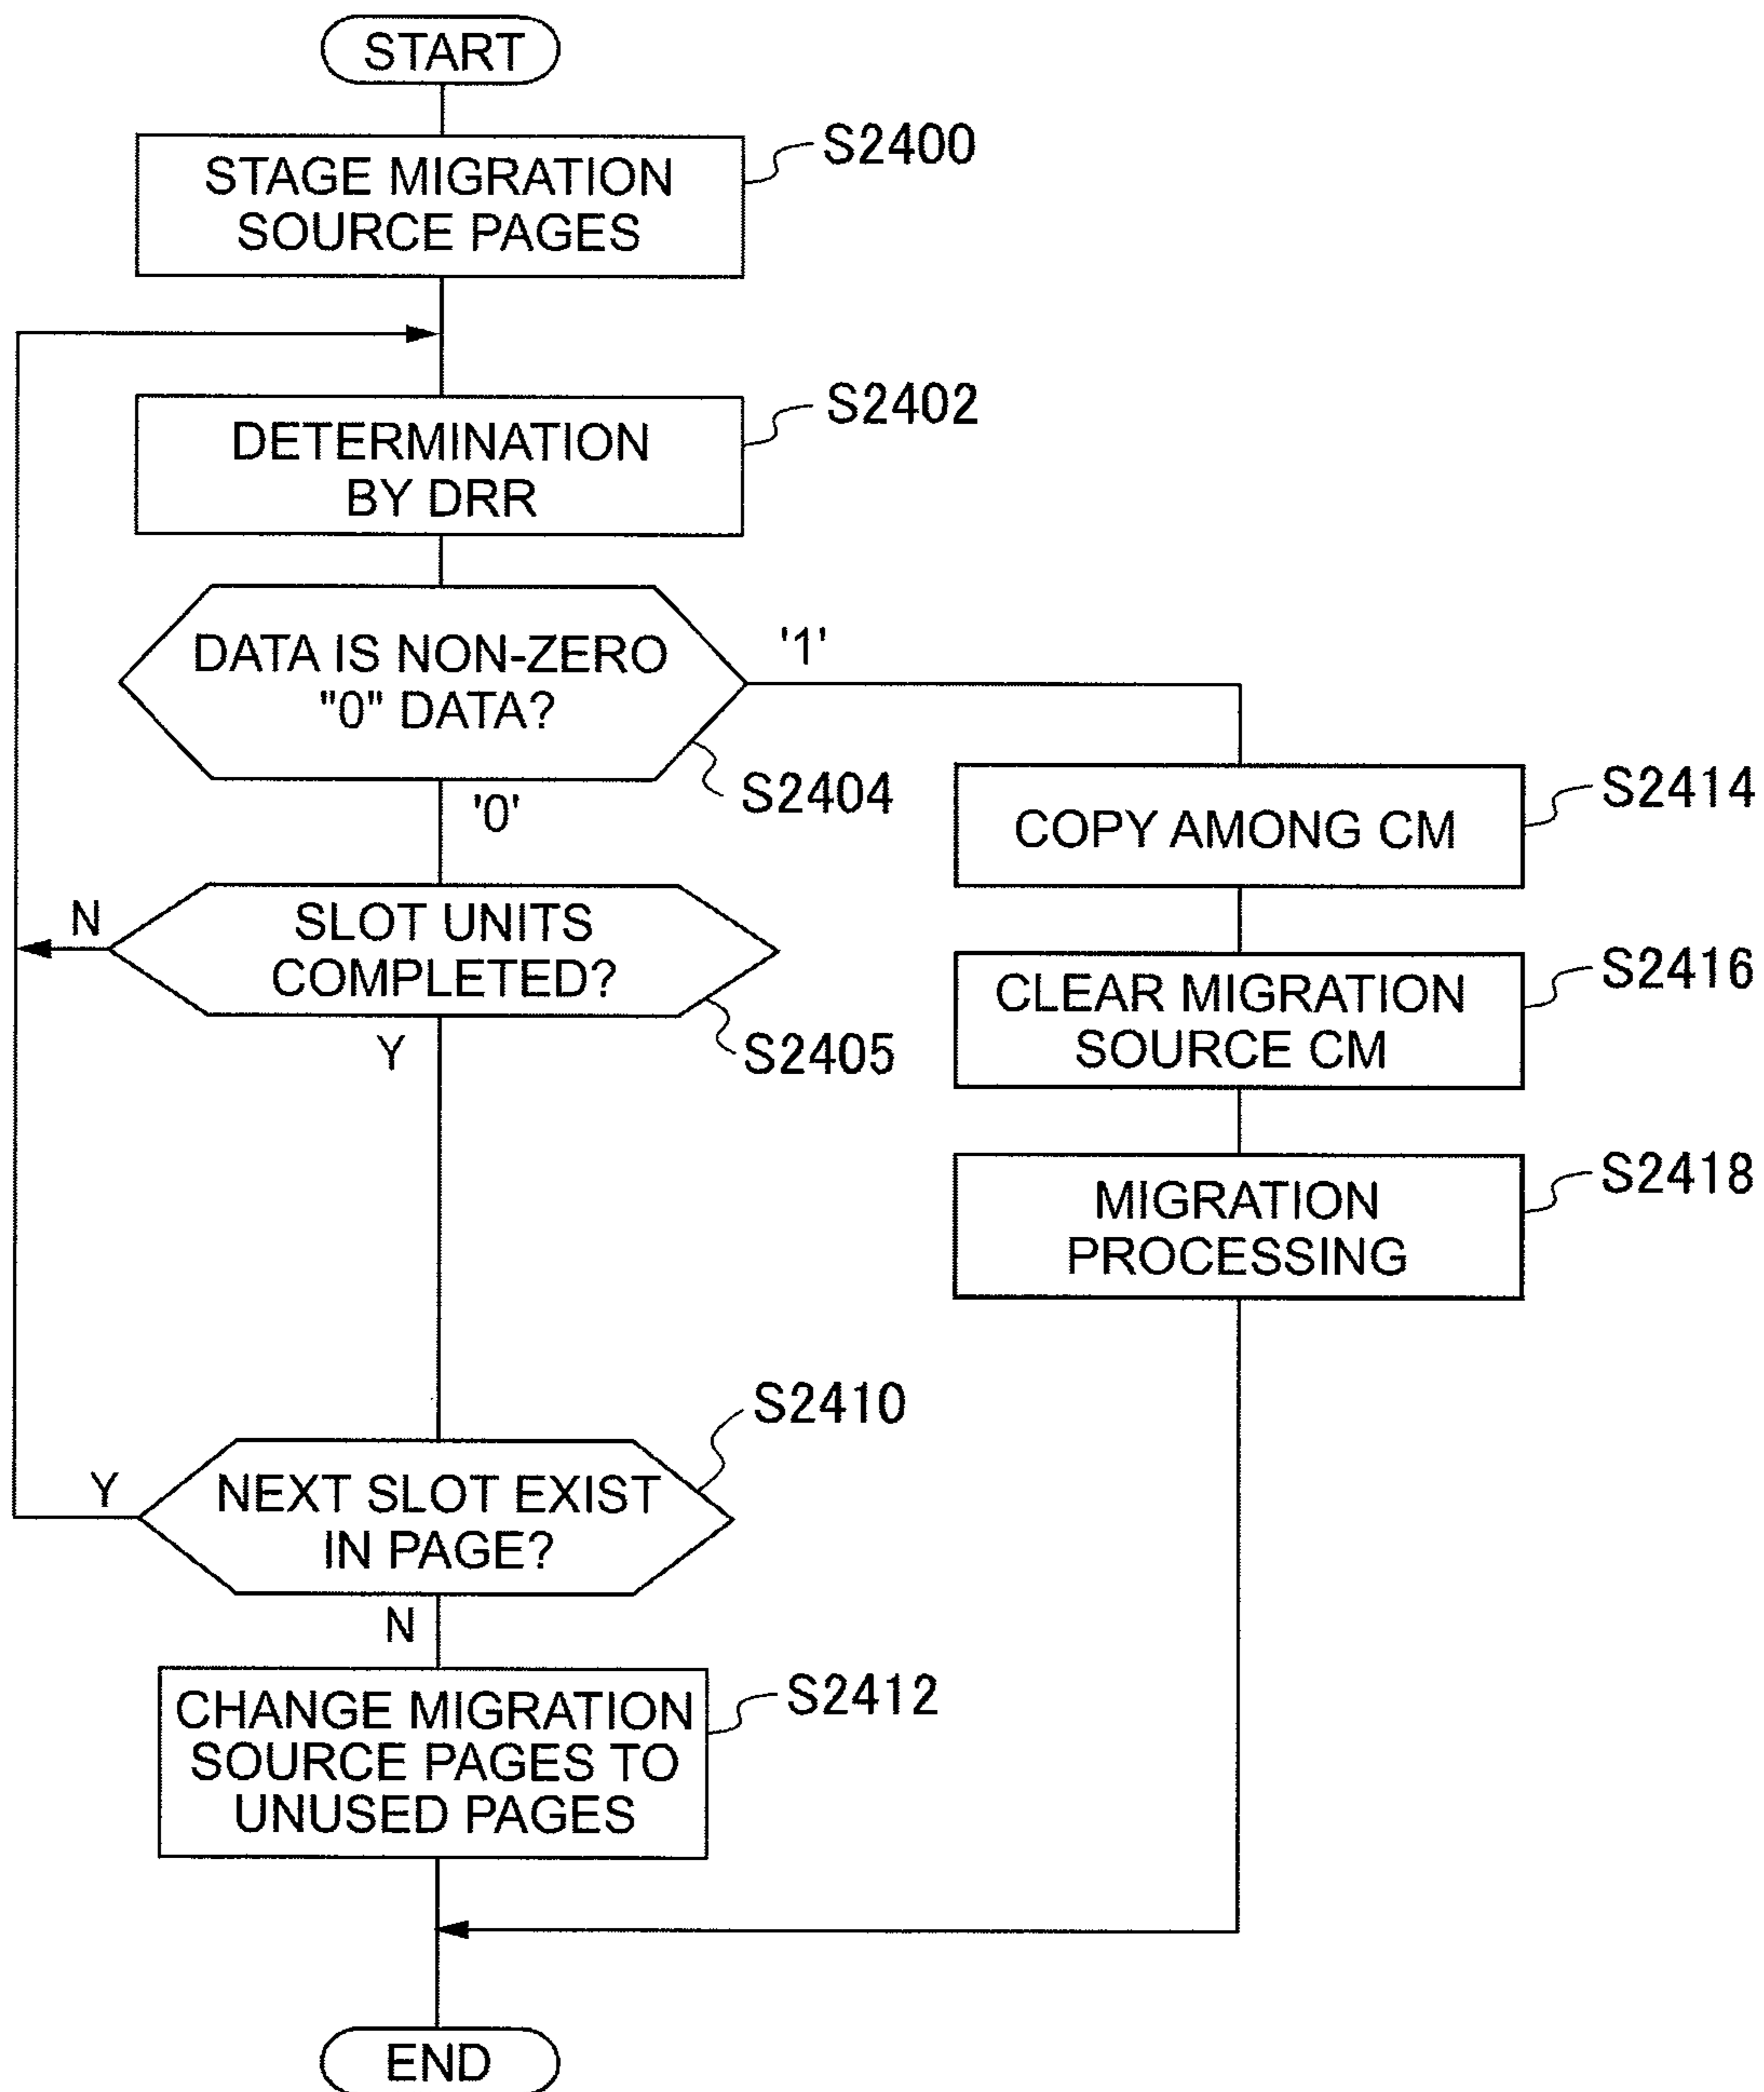 START
STAGE MIGRATION
SOURCE PAGES
S2400
DETERMINATION
BY DRR
S2402
DATA IS NON-ZERO
"0" DATA?
'1'
S2404
'0'
COPY AMONG CM
S2414
N
SLOT UNITS
COMPLETED?
S2405
Y
CLEAR MIGRATION
SOURCE CM
S2416
MIGRATION
PROCESSING
S2418
S2410
Y
NEXT SLOT EXIST
IN PAGE?
N
CHANGE MIGRATION
SOURCE PAGES TO
UNUSED PAGES
S2412
END